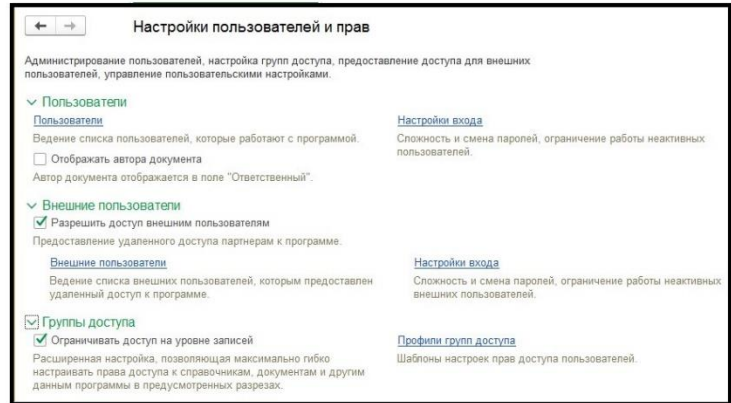 Настройки пользователей и прав
Администрирование пользователей, настройка групп доступа, предоставление доступа для внешних
пользователей, управление пользовательскими настройками.
Пользователи
Пользователи
Настройки входа
Ведение списка пользователей, которые работают с программой.
Сложность и смена паролей, ограничение работы неактивных
пользователей.
Отображать автора документа
Автор документа отображается в поле "Ответственный".
Внешние пользователи
Разрешить доступ внешним пользователям
Предоставление удаленного доступа партнерам к программе.
Внешние пользователи
Настройки входа
Ведение списка внешних пользователей, которым предоставлен
удаленный доступ к программе.
Сложность и смена паролей, ограничение работы неактивных
внешних пользователей.
Группы доступа
Ограничивать доступ на уровне записей
Профили групп доступа
Расширенная настройка, позволяющая максимально гибко
настраивать права доступа к справочникам, документам и другим
данным программы в предусмотренных разрезах.
Шаблоны настроек прав доступа пользователей.